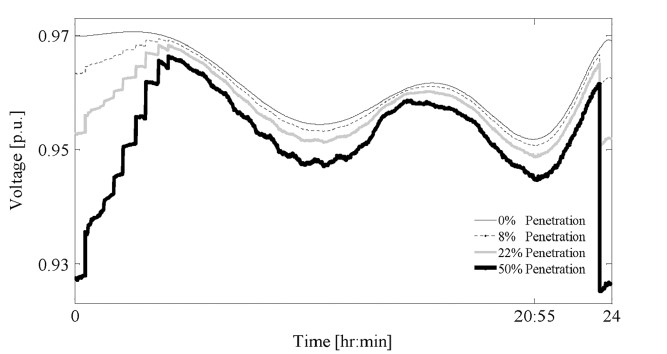 0.97
0.95
0.93
Voltage [p.u.]
0% Penetration
8% Penetration
22% Penetration
50% Penetration
0
20:55
24
Time [hr:min]